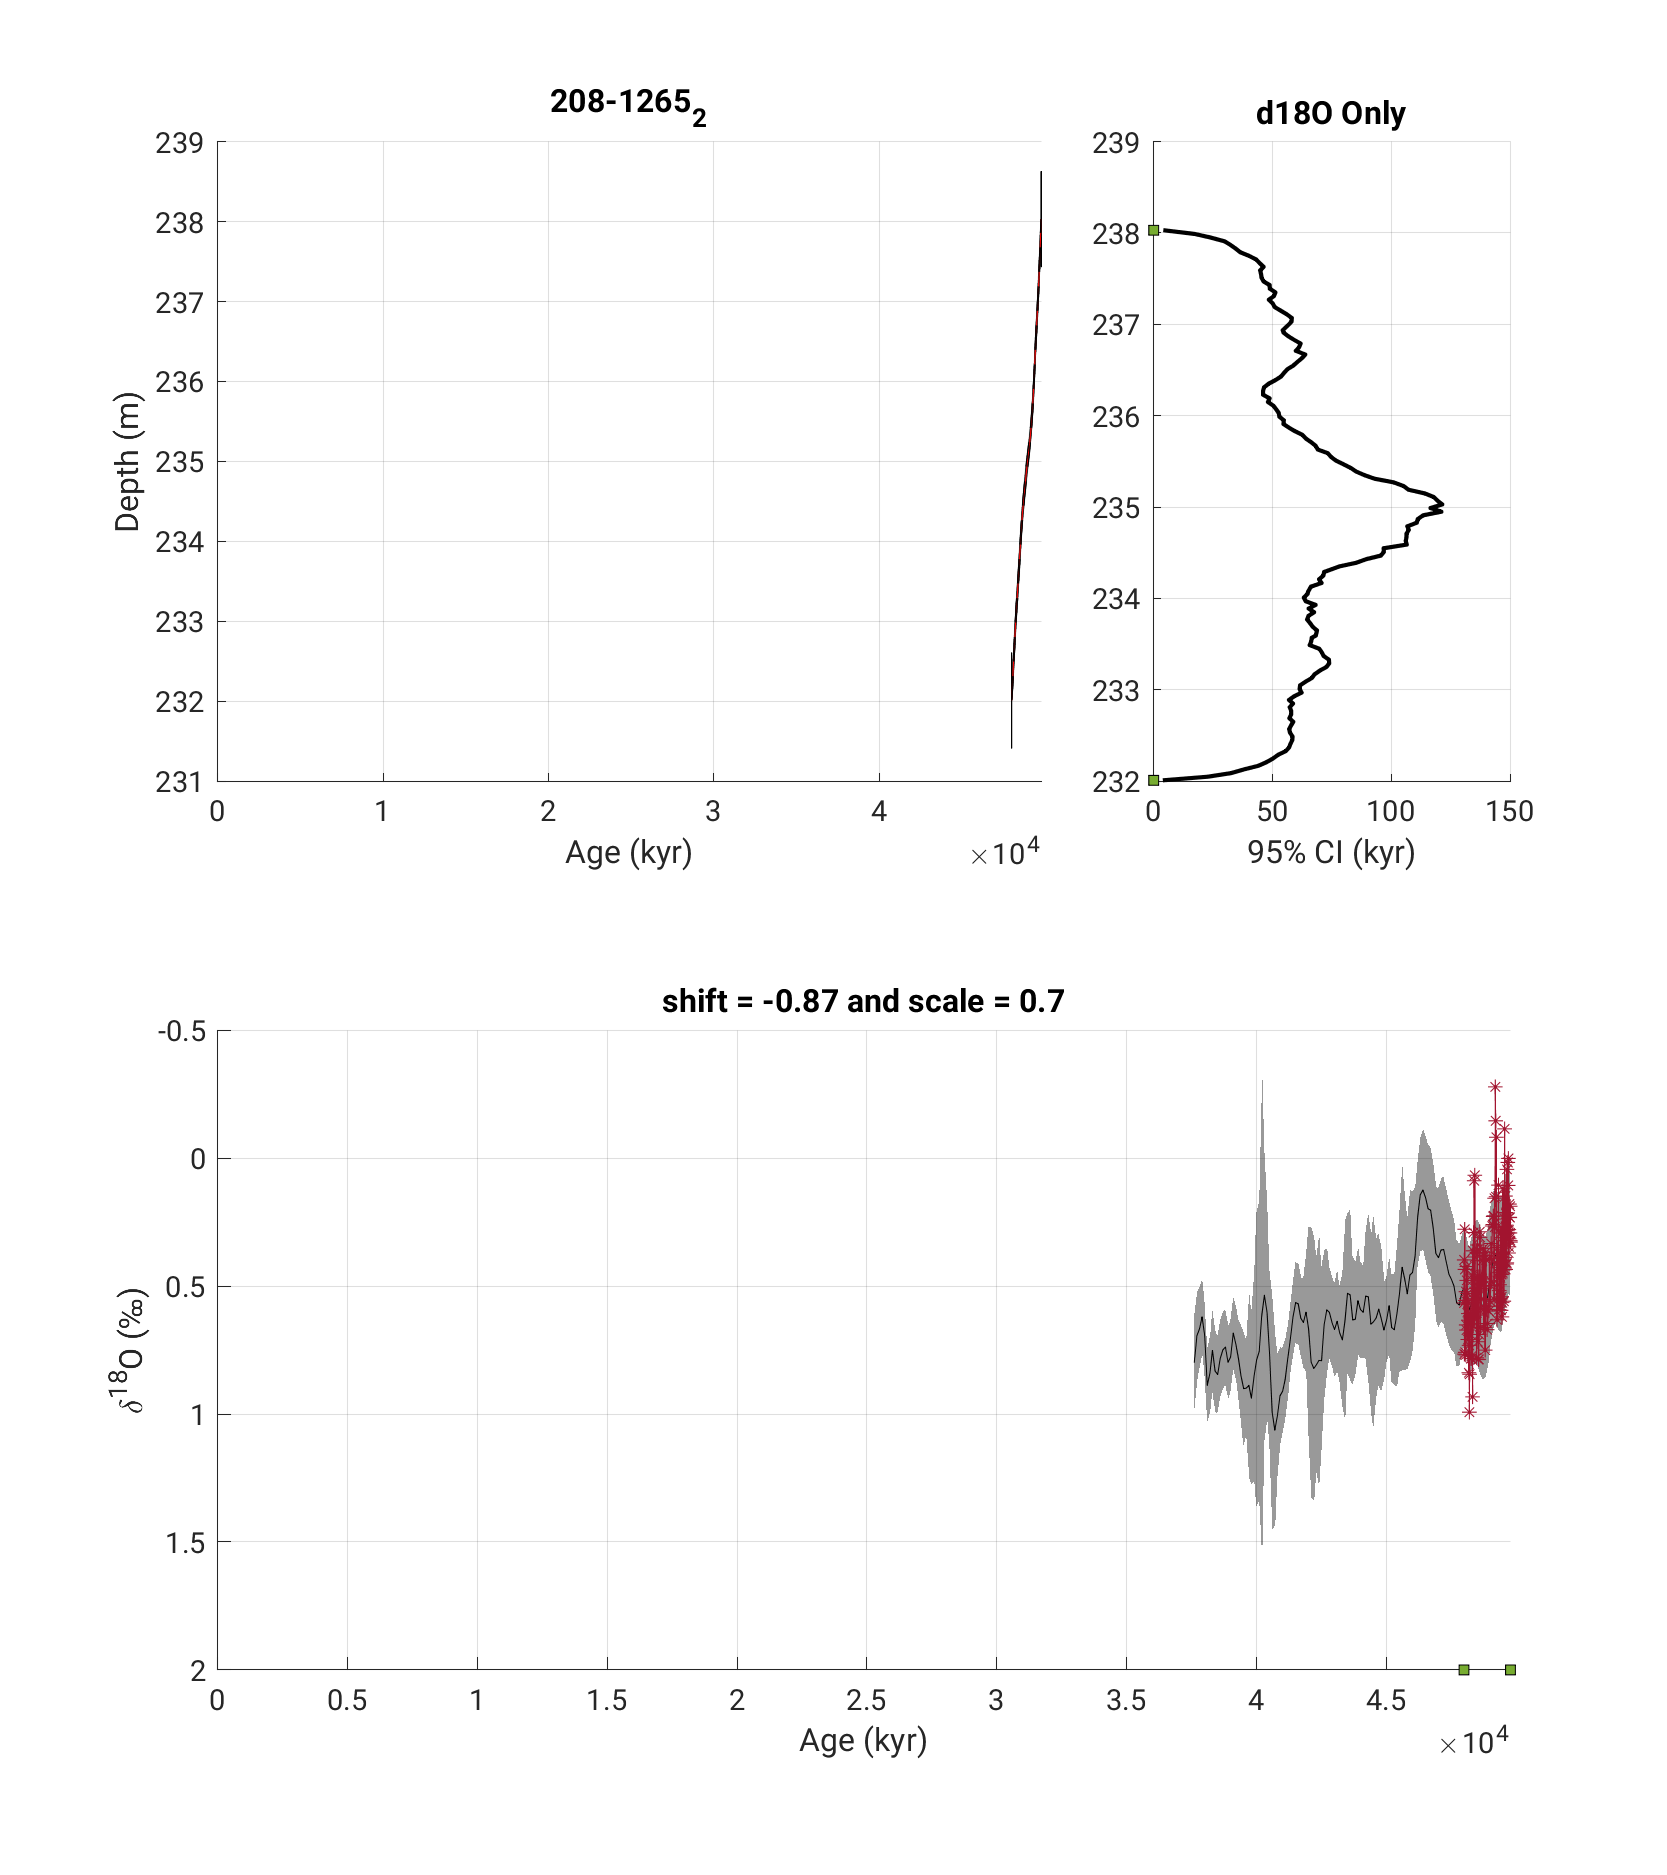 208-1265₂
239
238
237
236
235
234
233
232
231
Depth (m)
0 1 2 3 4
Age (kyr) ×10⁴
d18O Only
239
238
237
236
235
234
233
232
0 50 100 150
95% CI (kyr)
shift = -0.87 and scale = 0.7
-0.5
0
0.5
1
1.5
2
δ¹⁸O (‰)
0 0.5 1 1.5 2 2.5 3 3.5 4 4.5
Age (kyr) ×10⁴